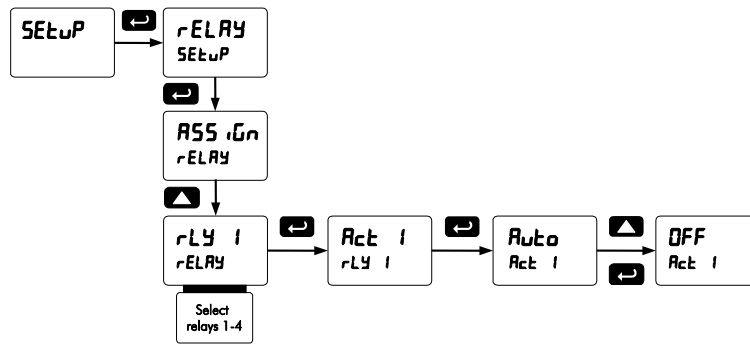 SEtuP
rELAY
SEtuP
ASSiGn
rELAY
rLY 1
rELAY
Act 1
rLY 1
Auto
Act 1
OFF
Act 1
Select
relays 1-4